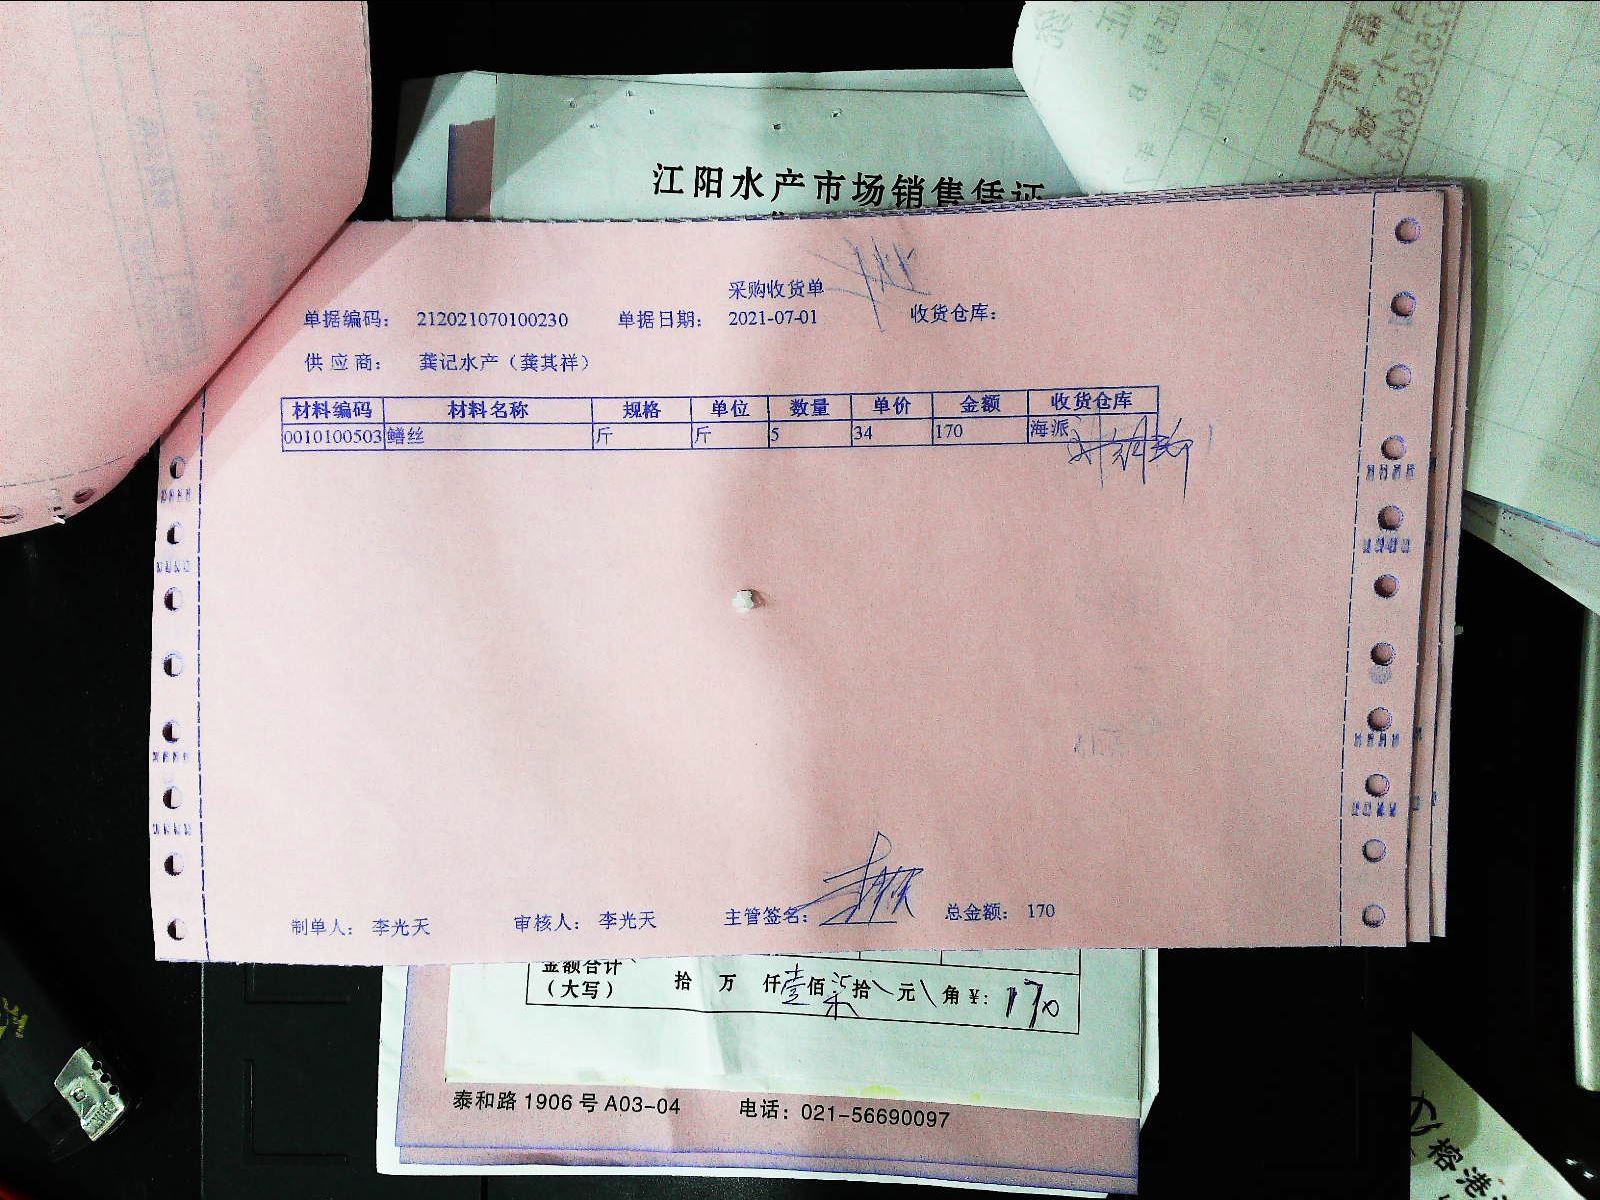 江阳水产市场销售凭证
采购收货单
单据编码： 212021070100230 单据日期： 2021-07-01 收货仓库：
供 应 商： 龚记水产（龚其祥）
材料编码 材料名称 规格 单位 数量 单价 金额 收货仓库
0010100503 鳝丝 斤 斤 5 34 170 海派
制单人： 李光天 审核人： 李光天 主管签名： 总金额： 170
金额合计
（大写） 拾 万 仟 壹 佰 柒 拾 元 角 ¥: 170
泰和路 1906 号 A03-04 电话：021-56690097
榕港